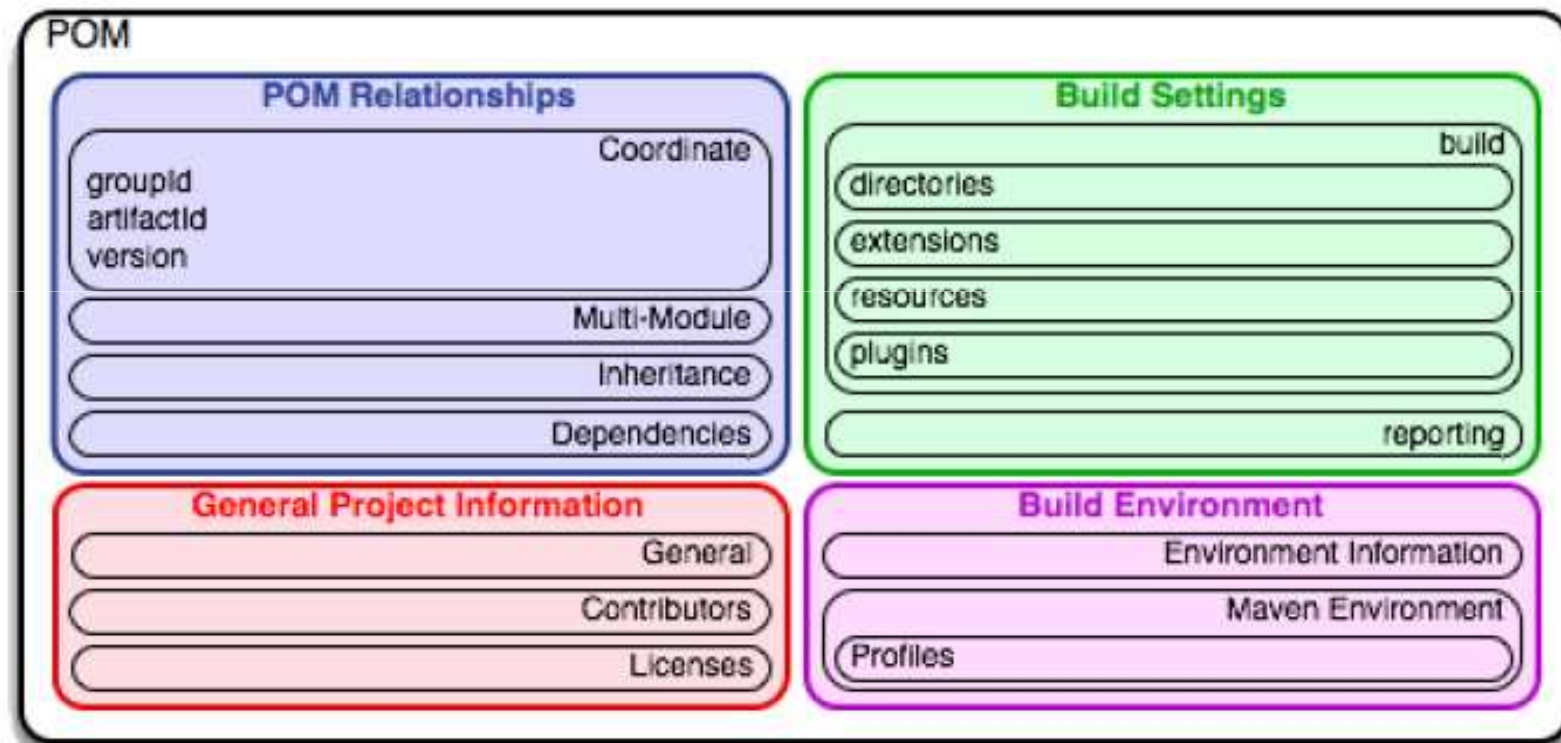 POM
POM Relationships
Coordinate
groupId
artifactId
version
Multi-Module
Inheritance
Dependencies
Build Settings
build
directories
extensions
resources
plugins
reporting
General Project Information
General
Contributors
Licenses
Build Environment
Environment Information
Maven Environment
Profiles